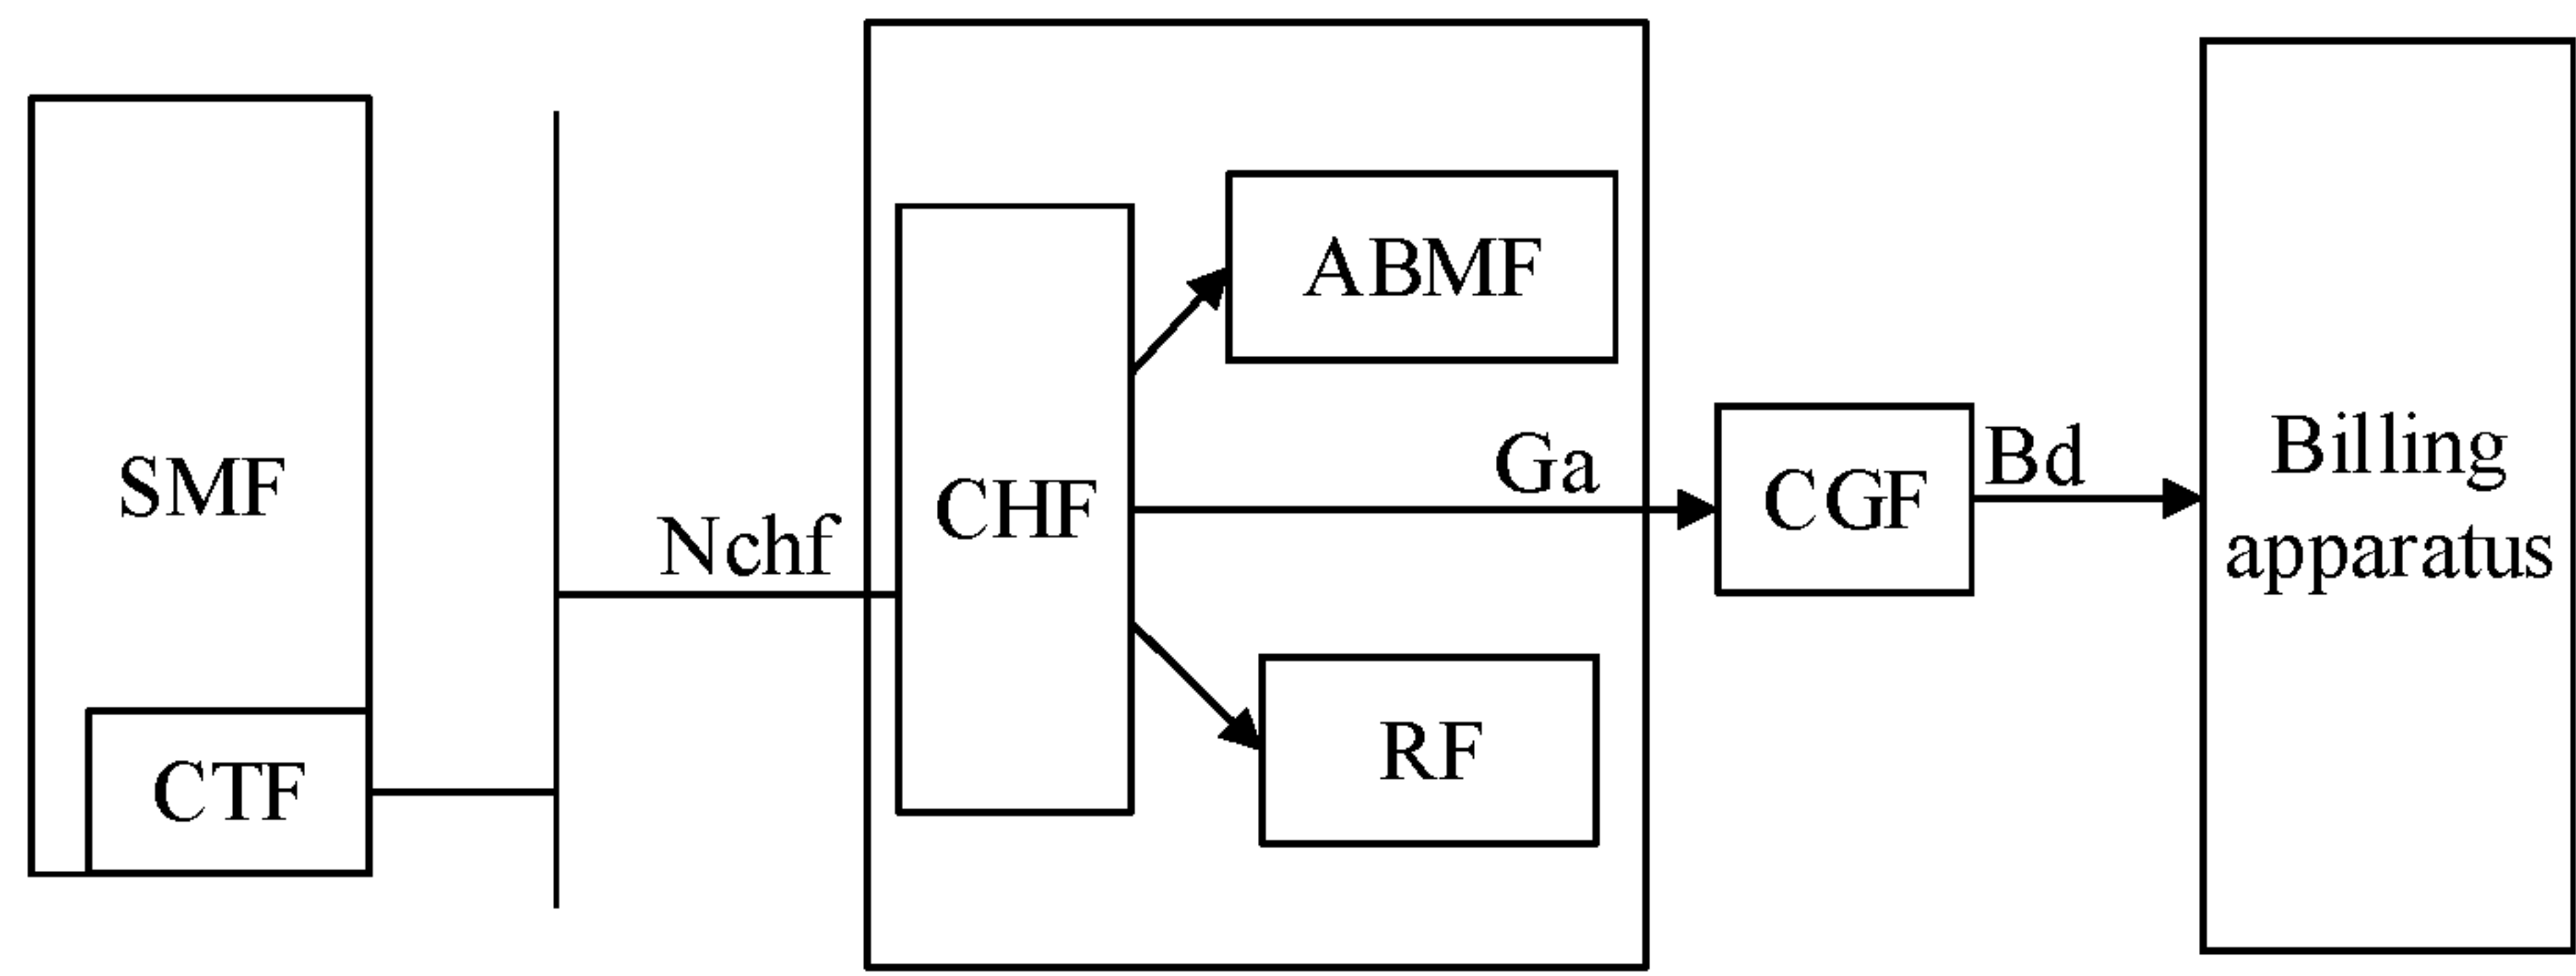 SMF
CTF
Nchf
CHF
ABMF
Ga
RF
CGF
Bd
Billing
apparatus